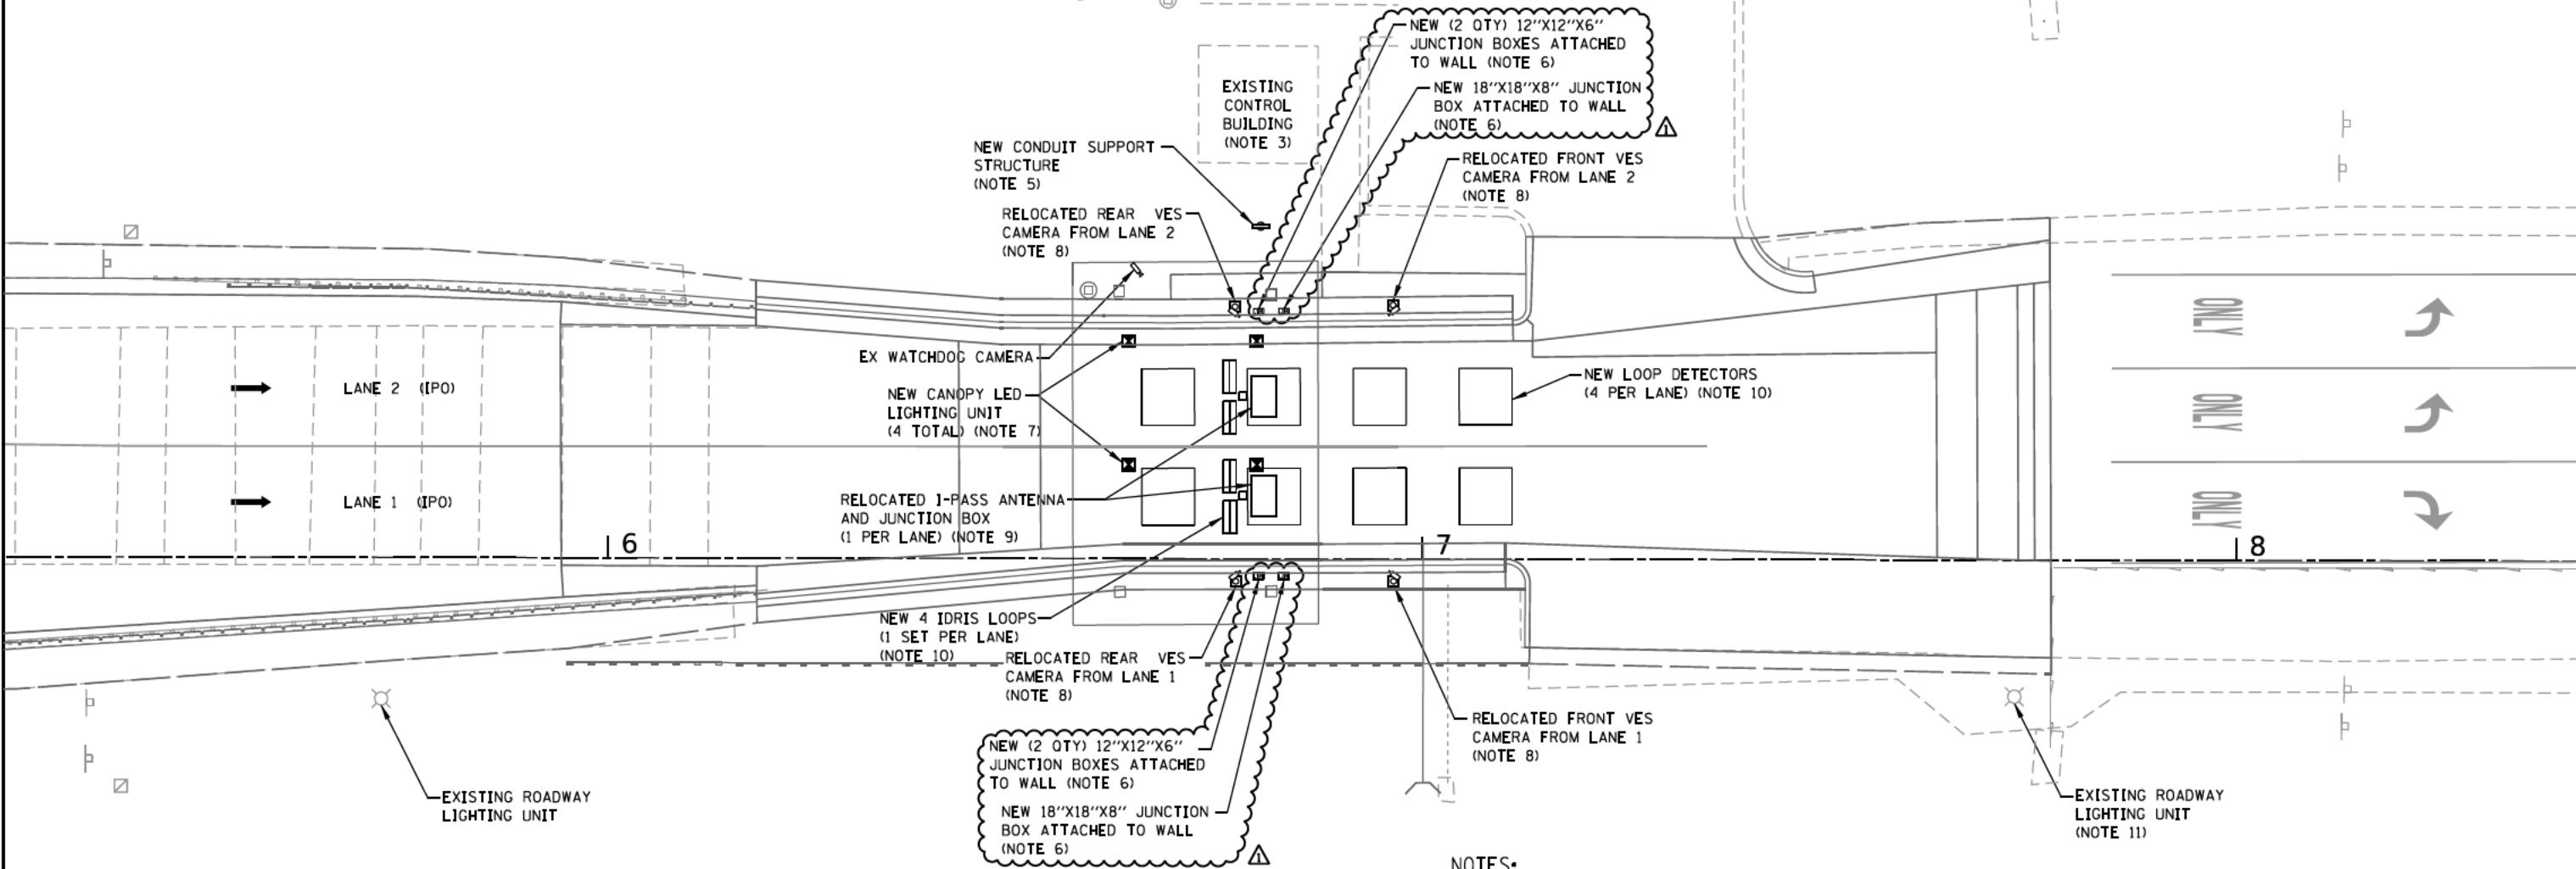 NEW (2 QTY) 12"X12"X6"
JUNCTION BOXES ATTACHED
TO WALL (NOTE 6)
NEW 18"X18"X8" JUNCTION
BOX ATTACHED TO WALL
(NOTE 6)
1
EXISTING
CONTROL
BUILDING
(NOTE 3)
NEW CONDUIT SUPPORT
STRUCTURE
(NOTE 5)
RELOCATED FRONT VES
CAMERA FROM LANE 2
(NOTE 8)
RELOCATED REAR VES
CAMERA FROM LANE 2
(NOTE 8)
EX WATCHDOG CAMERA
NEW CANOPY LED
LIGHTING UNIT
(4 TOTAL) (NOTE 7)
NEW LOOP DETECTORS
(4 PER LANE) (NOTE 10)
LANE 2 (IPO)
LANE 1 (IPO)
ONLY
ONLY
ONLY
RELOCATED I-PASS ANTENNA
AND JUNCTION BOX
(1 PER LANE) (NOTE 9)
6
7
8
NEW 4 IDRIS LOOPS
(1 SET PER LANE)
(NOTE 10)
RELOCATED REAR VES
CAMERA FROM LANE 1
(NOTE 8)
RELOCATED FRONT VES
CAMERA FROM LANE 1
(NOTE 8)
NEW (2 QTY) 12"X12"X6"
JUNCTION BOXES ATTACHED
TO WALL (NOTE 6)
NEW 18"X18"X8" JUNCTION
BOX ATTACHED TO WALL
(NOTE 6)
1
EXISTING ROADWAY
LIGHTING UNIT
EXISTING ROADWAY
LIGHTING UNIT
(NOTE 11)
NOTES: